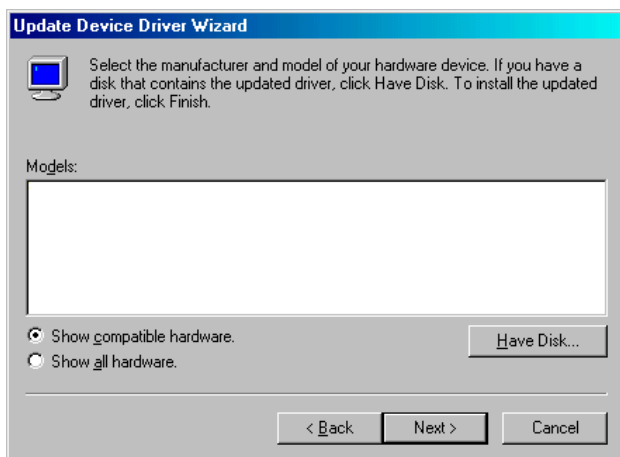 Update Device Driver Wizard
Select the manufacturer and model of your hardware device. If you have a
disk that contains the updated driver, click Have Disk. To install the updated
driver, click Finish.
Models:
Show compatible hardware.
Have Disk...
Show all hardware.
< Back
Next >
Cancel